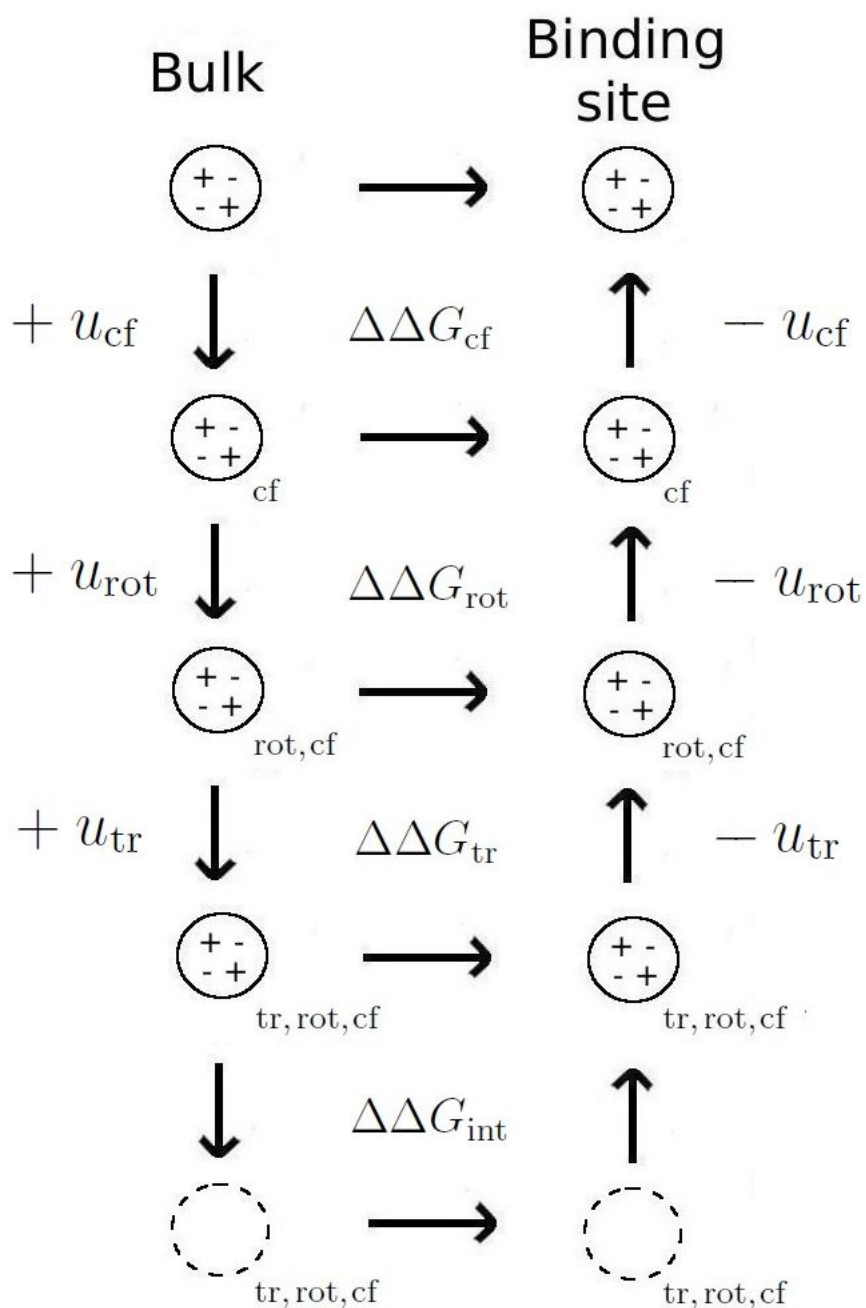 Bulk
Binding
site
+ -
- +
+ -
- +
+ u_cf
ΔΔG_cf
− u_cf
+ -
- +
cf
+ -
- +
cf
+ u_rot
ΔΔG_rot
− u_rot
+ -
- +
rot,cf
+ -
- +
rot,cf
+ u_tr
ΔΔG_tr
− u_tr
+ -
- +
tr,rot,cf
+ -
- +
tr,rot,cf
ΔΔG_int
tr,rot,cf
tr,rot,cf